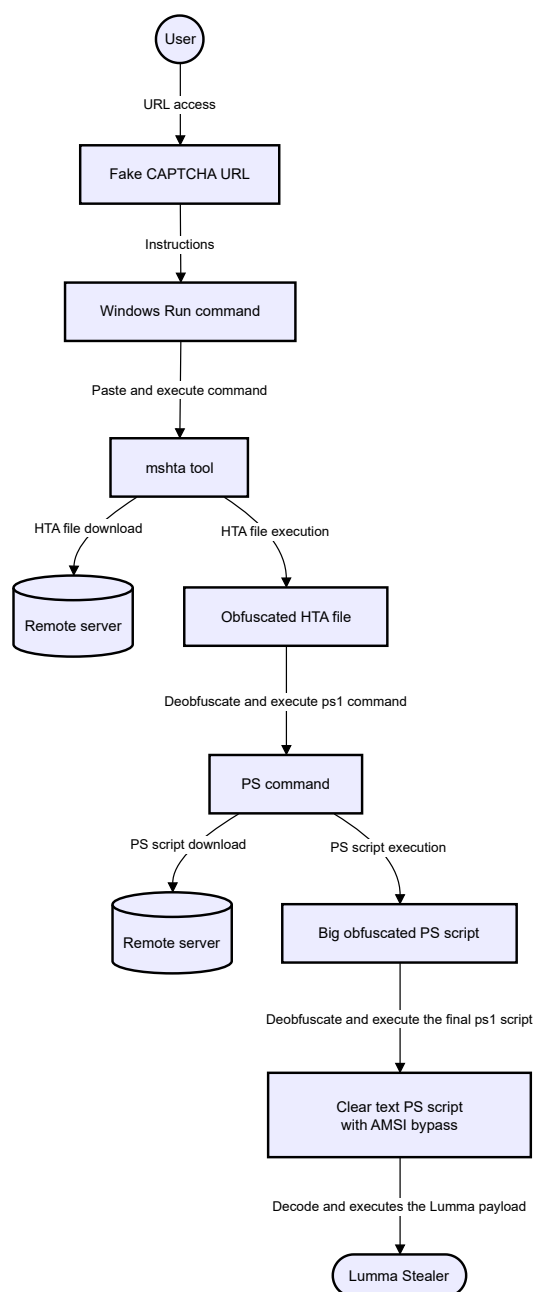 User
URL access
Fake CAPTCHA URL
Instructions
Windows Run command
Paste and execute command
mshta tool
HTA file download
HTA file execution
Remote server
Obfuscated HTA file
Deobfuscate and execute ps1 command
PS command
PS script download
PS script execution
Remote server
Big obfuscated PS script
Deobfuscate and execute the final ps1 script
Clear text PS script
with AMSI bypass
Decode and executes the Lumma payload
Lumma Stealer